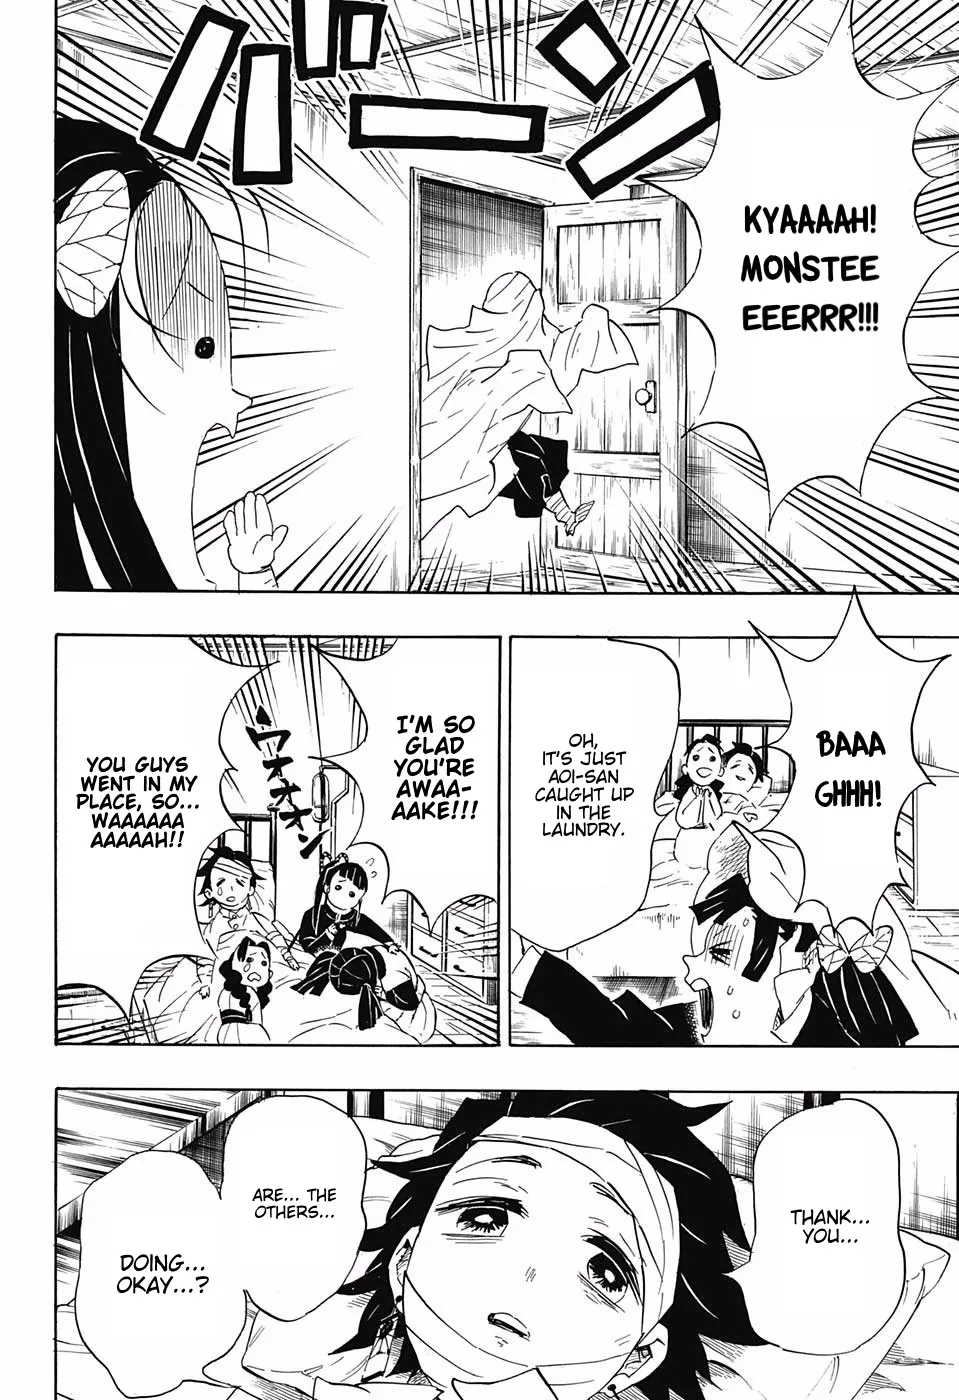 バーン
KYAAAAH!
MONSTEE
EEERRR!!!
BAAA
GHHH!
OH,
IT'S JUST
AOI-SAN
CAUGHT UP
IN THE
LAUNDRY.
I'M SO
GLAD
YOU'RE
AWAA-
AAKE!!!
ウオオオン
YOU GUYS
WENT IN MY
PLACE, SO...
WAAAAAA
AAAAAH!!
THANK...
YOU...
ARE... THE
OTHERS...
DOING...
OKAY...?